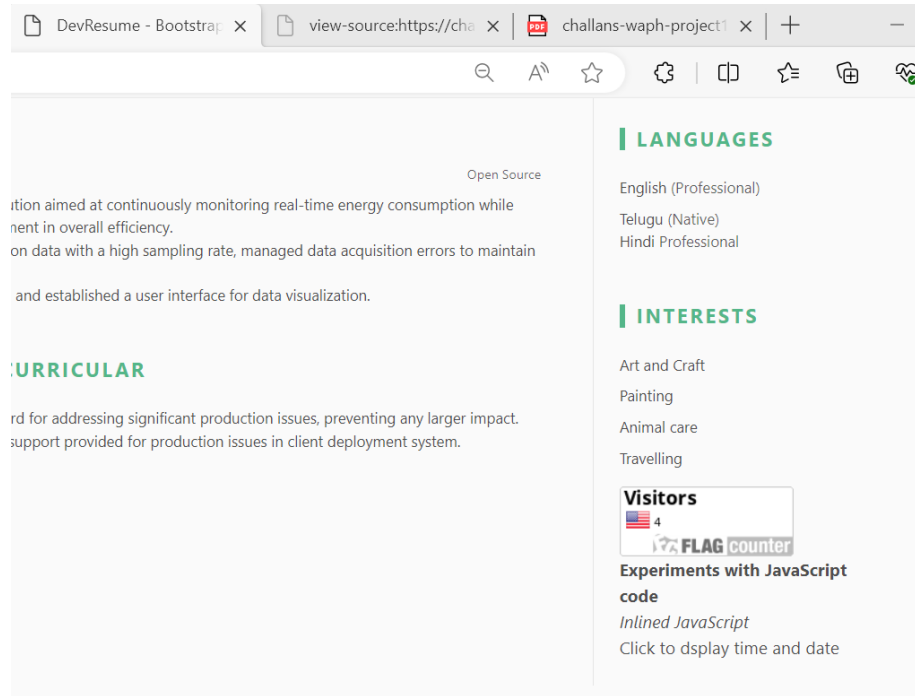 DevResume - Bootstrap
view-source:https://cha
PDF
challans-waph-project1
Open Source
ution aimed at continuously monitoring real-time energy consumption while
nent in overall efficiency.
on data with a high sampling rate, managed data acquisition errors to maintain
and established a user interface for data visualization.
CURRICULAR
rd for addressing significant production issues, preventing any larger impact.
support provided for production issues in client deployment system.
LANGUAGES
English (Professional)
Telugu (Native)
Hindi Professional
INTERESTS
Art and Craft
Painting
Animal care
Travelling
Visitors
4
FLAG counter
Experiments with JavaScript
code
Inlined JavaScript
Click to dsplay time and date